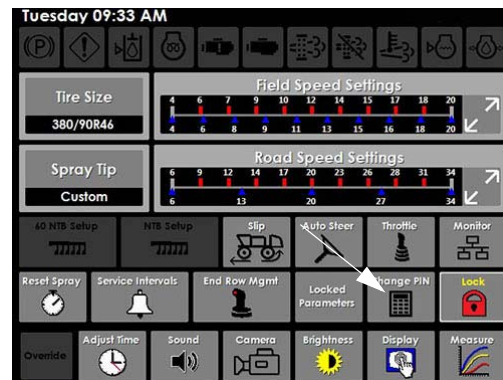 Tuesday 09:33 AM
Tire Size
380/90R46
Field Speed Settings
4 6 7 9 10 12 14 15 17 18 20
4 6 8 9 11 13 15 16 18 20
Spray Tip
Custom
Road Speed Settings
6 9 12 14 17 20 23 26 28 31 34
6 13 20 27 34
60 NTB Setup
NTB Setup
Slip
Auto Steer
Throttle
Monitor
Reset Spray
Service Intervals
End Row Mgmt
Locked
Parameters
hange PIN
Lock
Override
Adjust Time
Sound
Camera
Brightness
Display
Measure